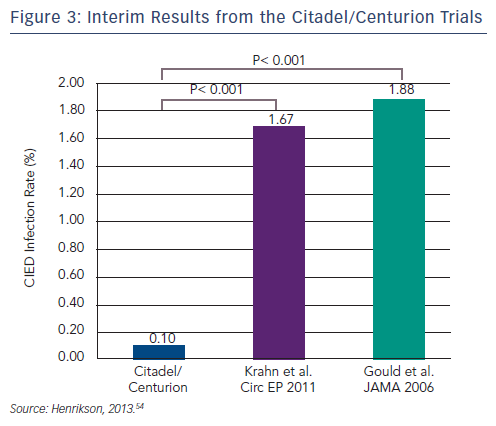 Figure 3: Interim Results from the Citadel/Centurion Trials
P< 0.001
P< 0.001
2.00
1.80
1.60
1.40
1.20
1.00
0.80
0.60
0.40
0.20
0.00
CIED Infection Rate (%)
0.10
1.67
1.88
Citadel/
Centurion
Krahn et al.
Circ EP 2011
Gould et al.
JAMA 2006
Source: Henrikson, 2013.54